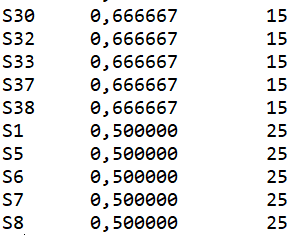 S30 0,666667 15
S32 0,666667 15
S33 0,666667 15
S37 0,666667 15
S38 0,666667 15
S1 0,500000 25
S5 0,500000 25
S6 0,500000 25
S7 0,500000 25
S8 0,500000 25